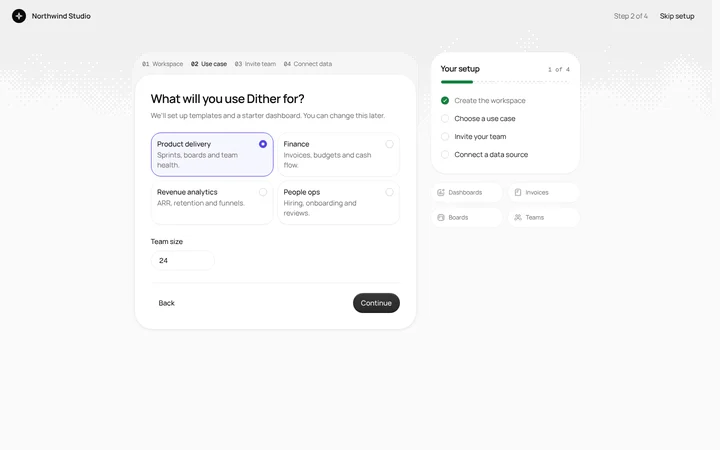 Northwind Studio
Step 2 of 4
Skip setup
01 Workspace
02 Use case
03 Invite team
04 Connect data
What will you use Dither for?
We'll set up templates and a starter dashboard. You can change this later.
Product delivery
Sprints, boards and team
health.
Finance
Invoices, budgets and cash
flow.
Revenue analytics
ARR, retention and funnels.
People ops
Hiring, onboarding and
reviews.
Team size
24
Back
Continue
Your setup
1 of 4
Create the workspace
Choose a use case
Invite your team
Connect a data source
Dashboards
Invoices
Boards
Teams